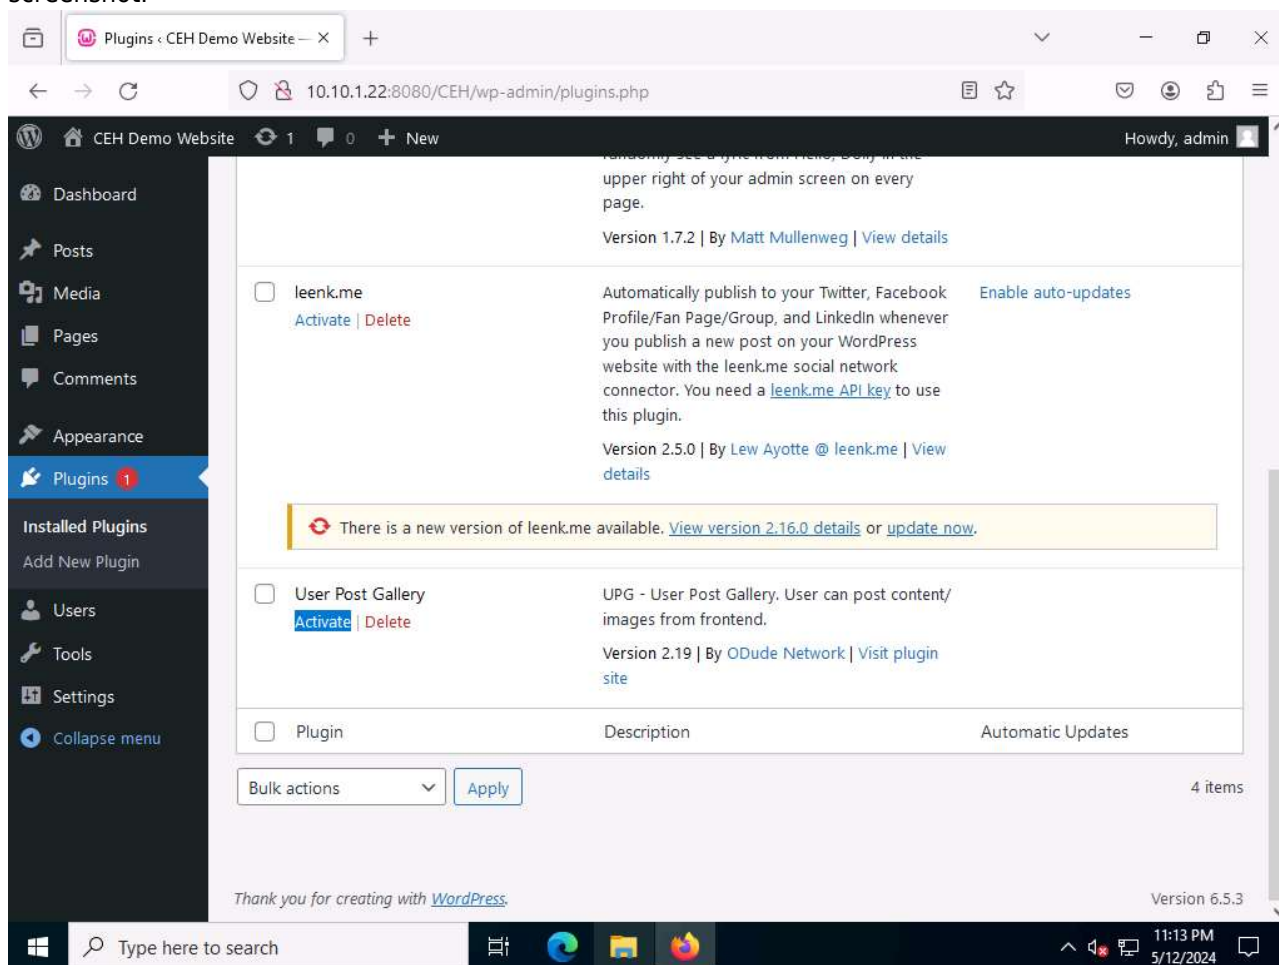 Plugins ‹ CEH Demo Website —
10.10.1.22:8080/CEH/wp-admin/plugins.php
CEH Demo Website 1 0 New Howdy, admin
Dashboard
Posts
Media
Pages
Comments
Appearance
Plugins 1
Installed Plugins
Add New Plugin
Users
Tools
Settings
Collapse menu
upper right of your admin screen on every
page.
Version 1.7.2 | By Matt Mullenweg | View details
leenk.me
Activate | Delete
Automatically publish to your Twitter, Facebook
Profile/Fan Page/Group, and LinkedIn whenever
you publish a new post on your WordPress
website with the leenk.me social network
connector. You need a leenk.me API key to use
this plugin.
Version 2.5.0 | By Lew Ayotte @ leenk.me | View
details
Enable auto-updates
There is a new version of leenk.me available. View version 2.16.0 details or update now.
User Post Gallery
Activate | Delete
UPG - User Post Gallery. User can post content/
images from frontend.
Version 2.19 | By ODude Network | Visit plugin
site
Plugin Description Automatic Updates
Bulk actions Apply 4 items
Thank you for creating with WordPress. Version 6.5.3
Type here to search
11:13 PM
5/12/2024